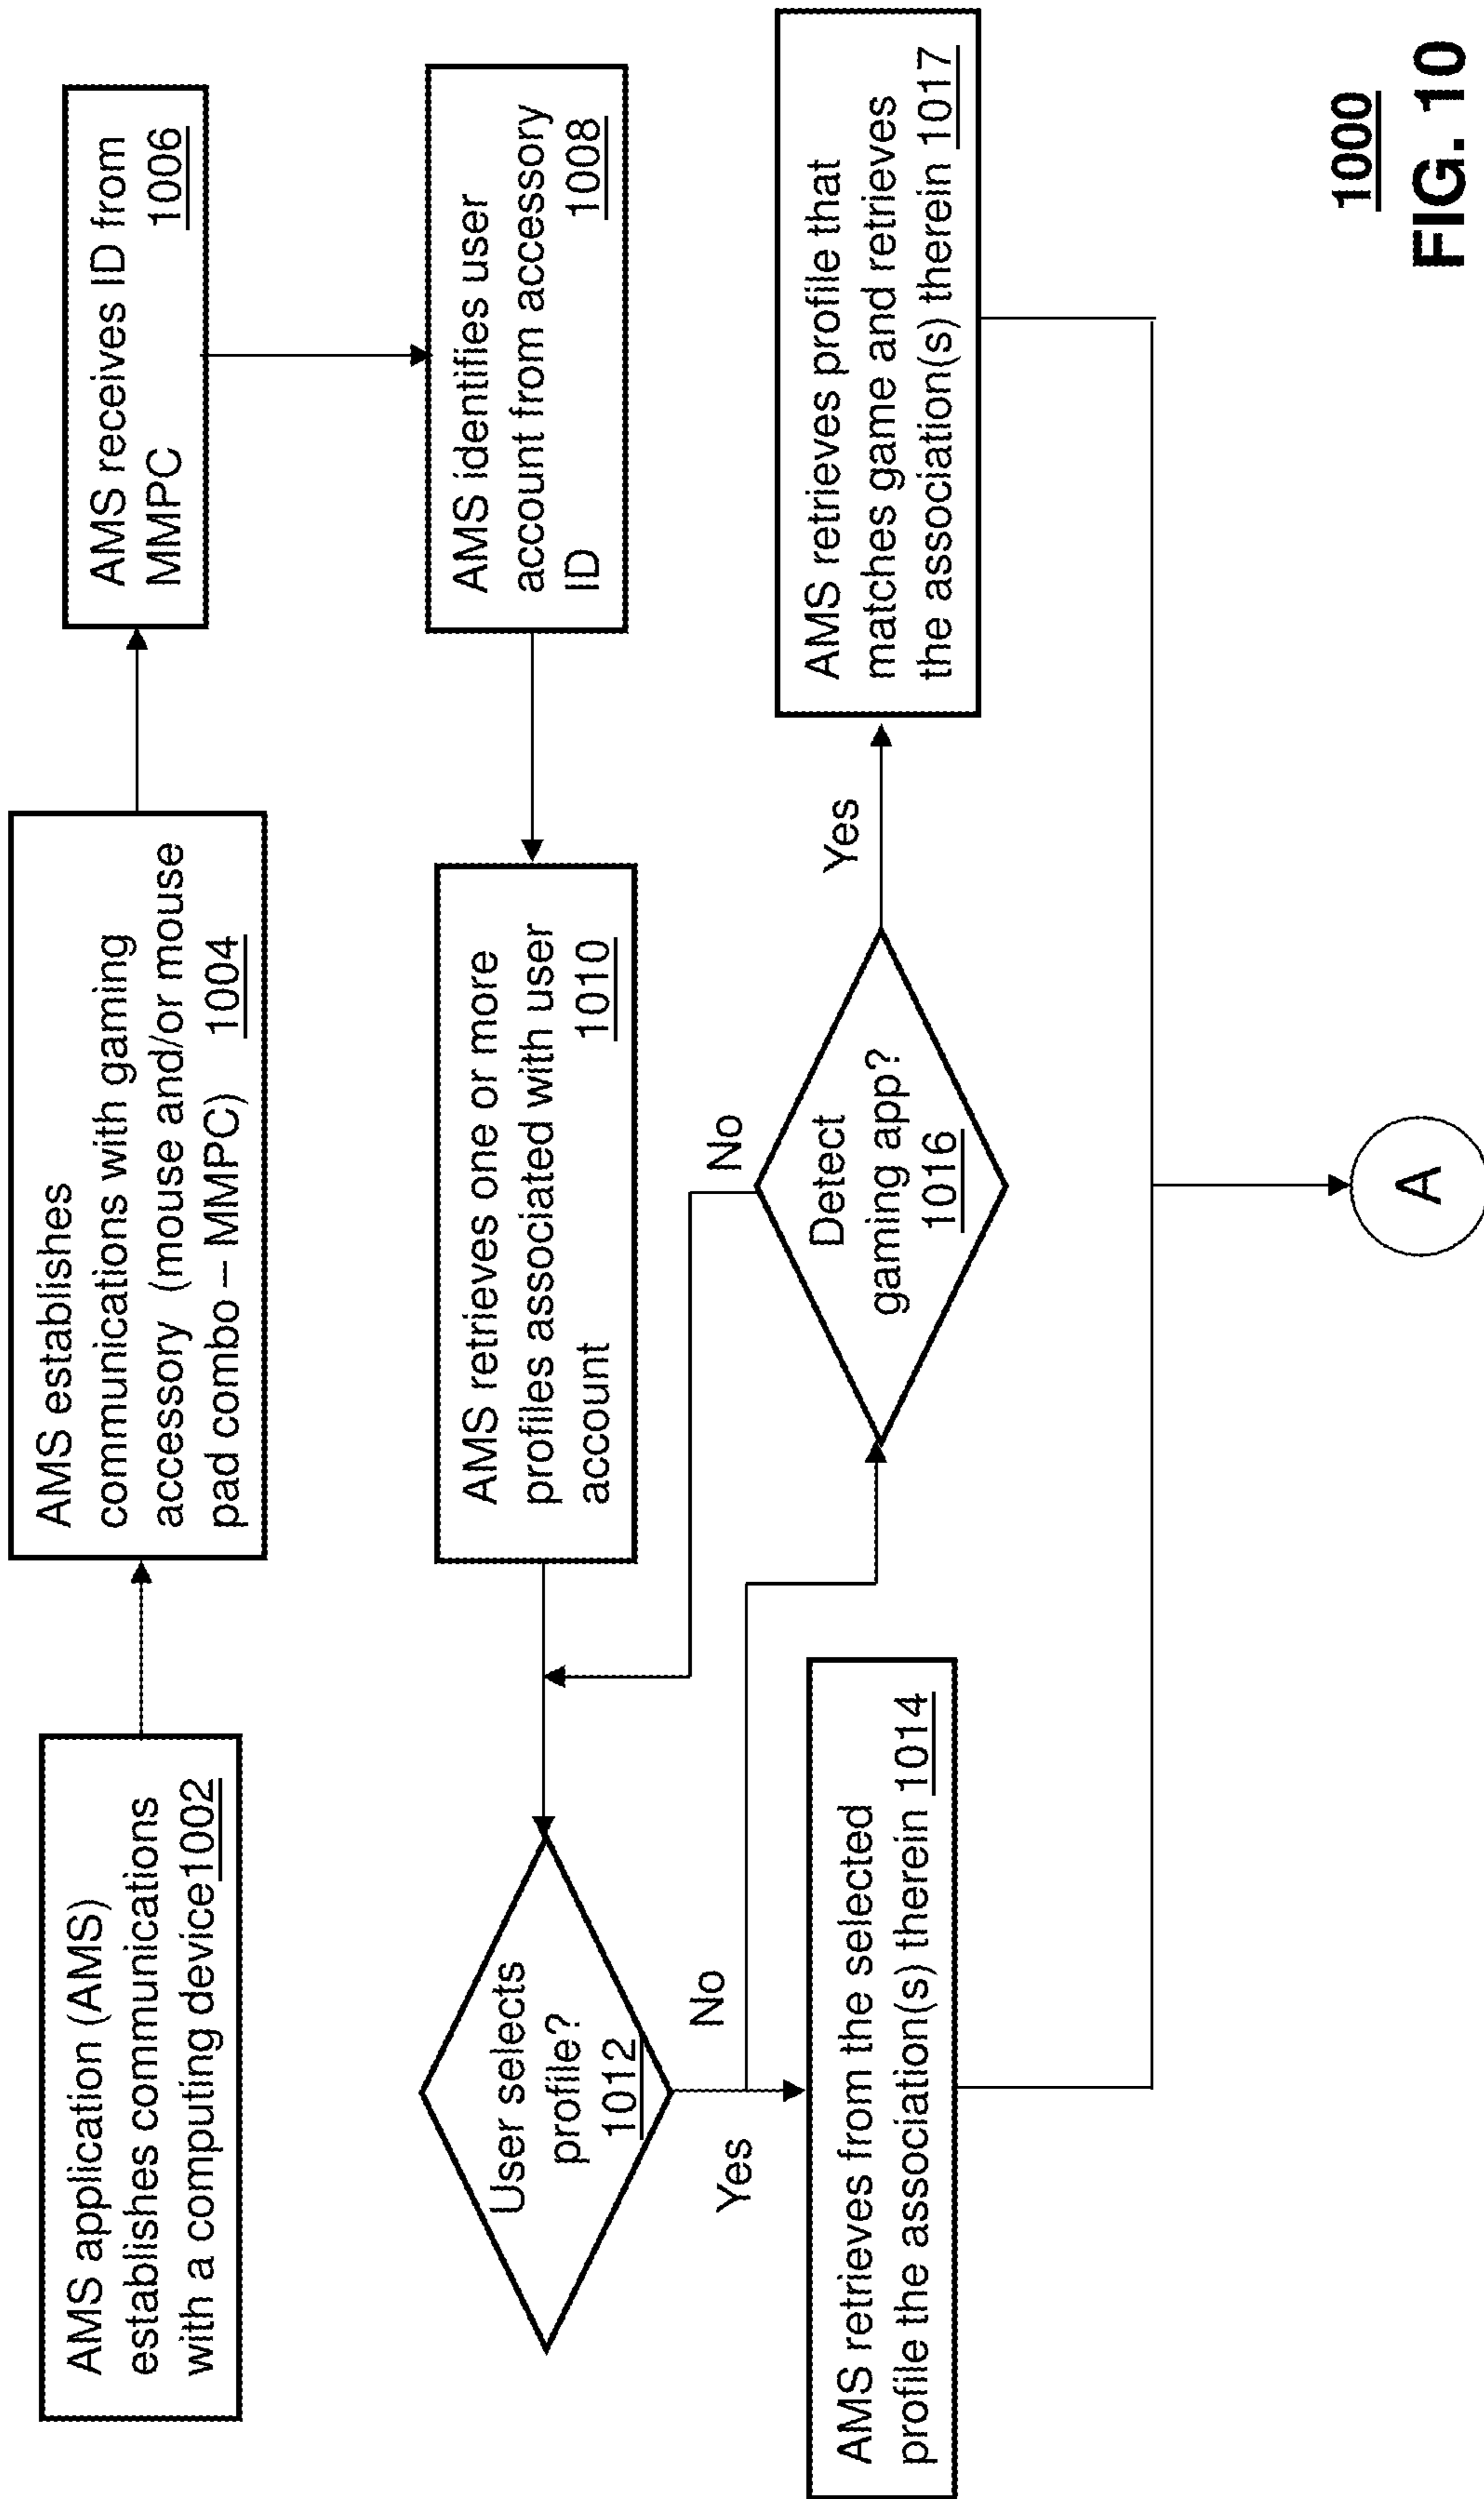 AMS application (AMS)
establishes communications
with a computing device1002
AMS establishes
communications with gaming
accessory (mouse and/or mouse
pad combo – MMPC) 1004
AMS receives ID from
MMPC 1006
AMS identifies user
account from accessory
ID 1008
AMS retrieves one or more
profiles associated with user
account 1010
User selects
profile?
1012
No
Yes
AMS retrieves from the selected
profile the association(s) therein 1014
Detect
gaming app?
1016
No
Yes
AMS retrieves profile that
matches game and retrieves
the association(s) therein 1017
A
1000
FIG. 10